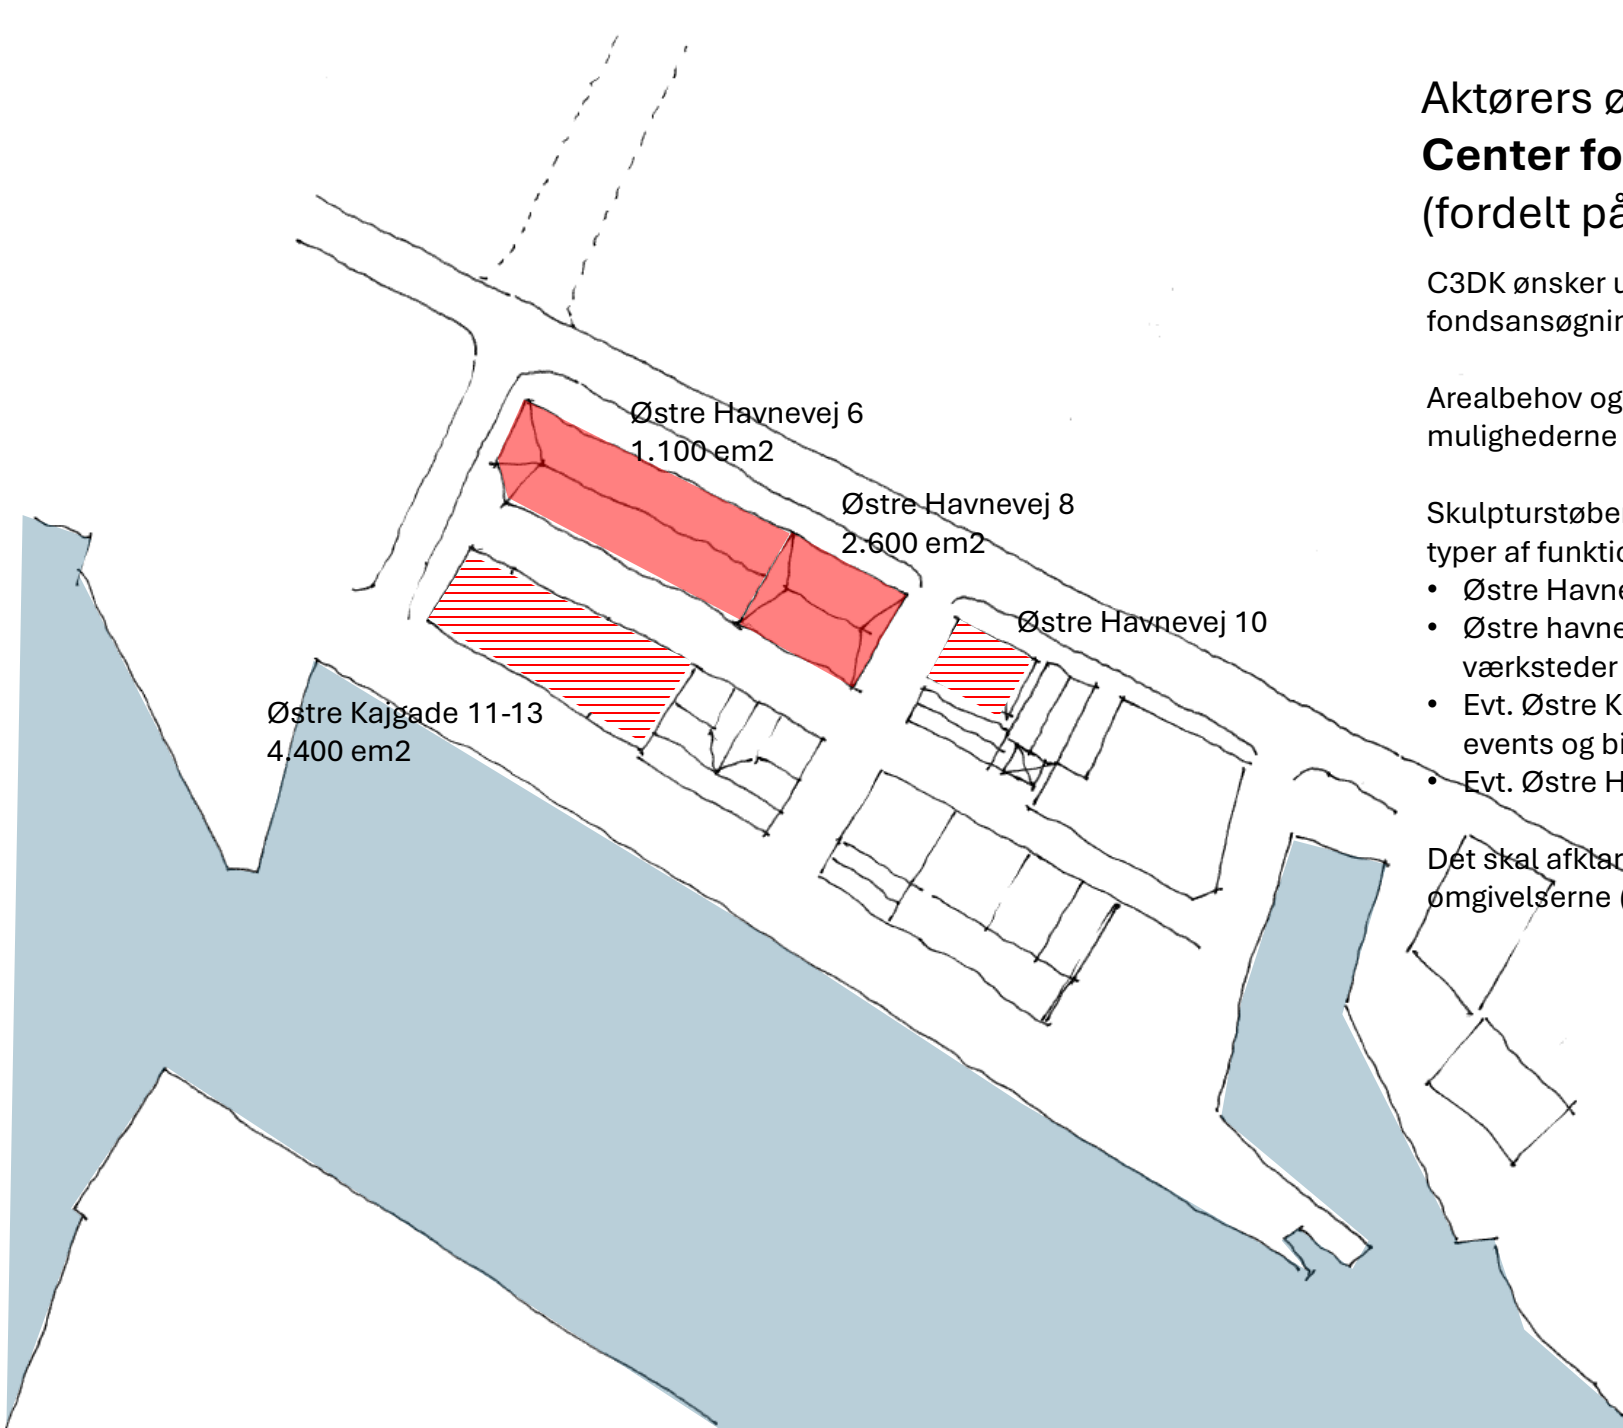 Aktørers ø
Center fo
(fordelt på
C3DK ønsker u
fondsansøgnin
Arealbehov og
mulighederne
Skulpturstøbe
typer af funktio
• Østre Havne
• Østre havne
værksteder
• Evt. Østre K
events og bi
• Evt. Østre H
Det skal afklar
omgivelserne (
Østre Havnevej 6
1.100 em2
Østre Havnevej 8
2.600 em2
Østre Havnevej 10
Østre Kajgade 11-13
4.400 em2